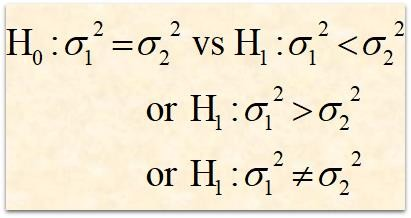 H₀ : σ₁² = σ₂² vs H₁ : σ₁² < σ₂²
or H₁ : σ₁² > σ₂²
or H₁ : σ₁² ≠ σ₂²